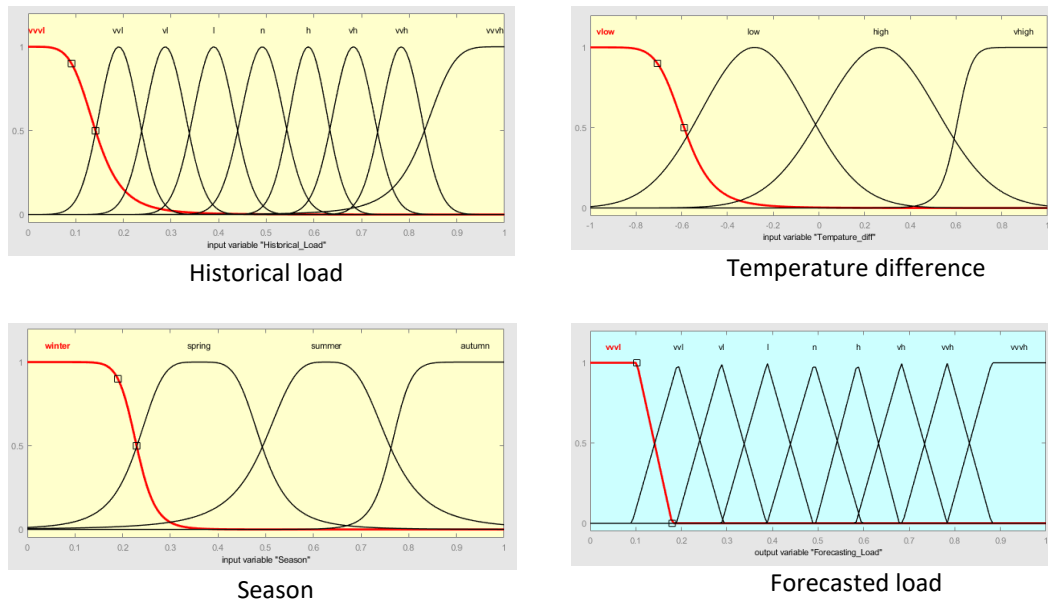 vvvl vvl vl l n h vh vvh vvvh
1
0.5
0
0 0.1 0.2 0.3 0.4 0.5 0.6 0.7 0.8 0.9 1
input variable "Historical_Load"
Historical load
vlow low high vhigh
1
0.5
0
-1 -0.8 -0.6 -0.4 -0.2 0 0.2 0.4 0.6 0.8 1
input variable "Tempature_diff"
Temperature difference
winter spring summer autumn
1
0.5
0
0 0.1 0.2 0.3 0.4 0.5 0.6 0.7 0.8 0.9 1
input variable "Season"
Season
vvvl vvl vl l n h vh vvh vvvh
1
0.5
0
0 0.1 0.2 0.3 0.4 0.5 0.6 0.7 0.8 0.9 1
output variable "Forecasting_Load"
Forecasted load